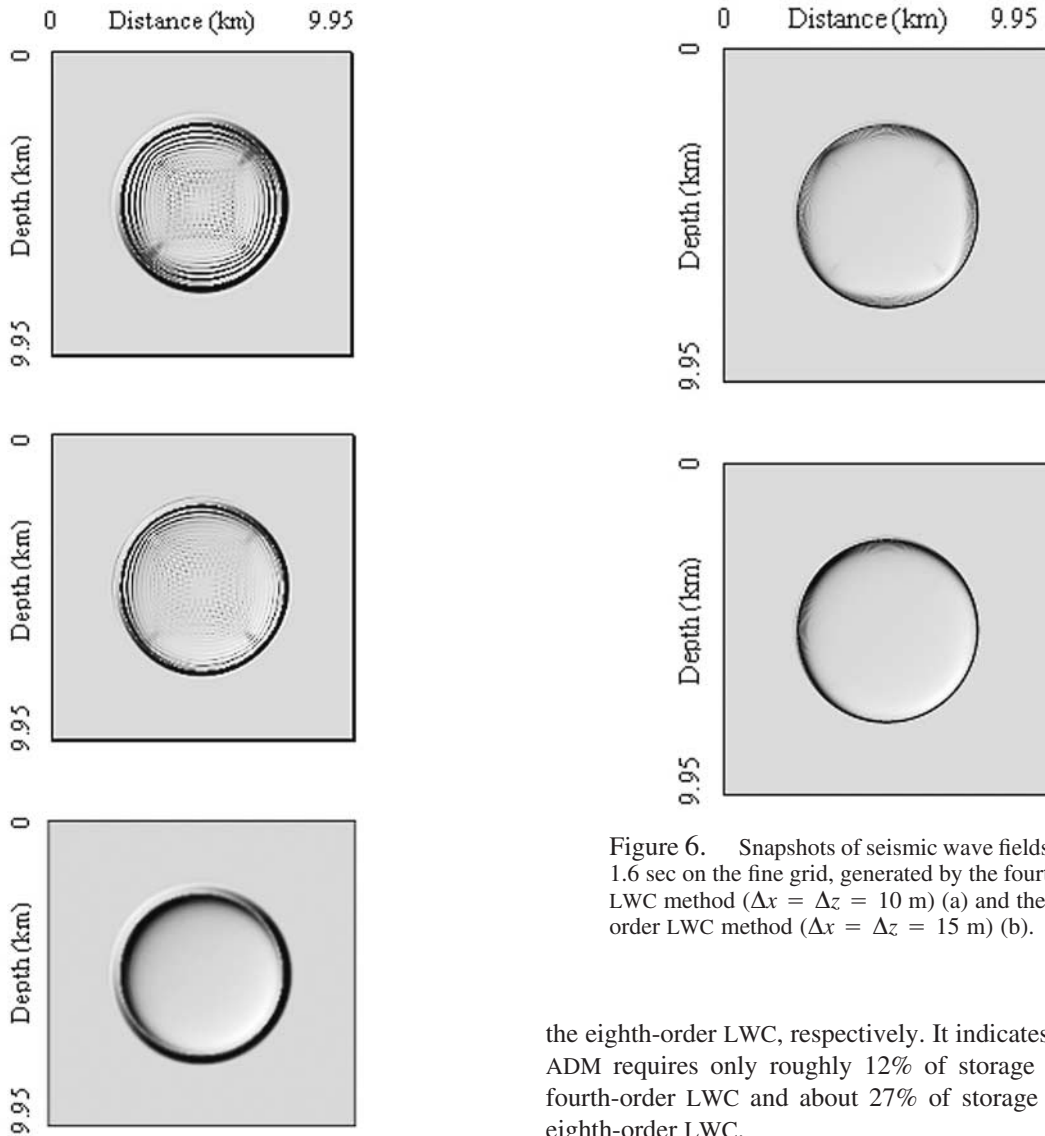 0 Distance (km) 9.95
0
Depth (km)
9.95
0
Depth (km)
9.95
0
Depth (km)
9.95
0 Distance (km) 9.95
0
Depth (km)
9.95
0
Depth (km)
9.95
Figure 6. Snapshots of seismic wave fields
1.6 sec on the fine grid, generated by the fourt
LWC method (Δx = Δz = 10 m) (a) and the
order LWC method (Δx = Δz = 15 m) (b).
the eighth-order LWC, respectively. It indicates
ADM requires only roughly 12% of storage
fourth-order LWC and about 27% of storage
eighth-order LWC.